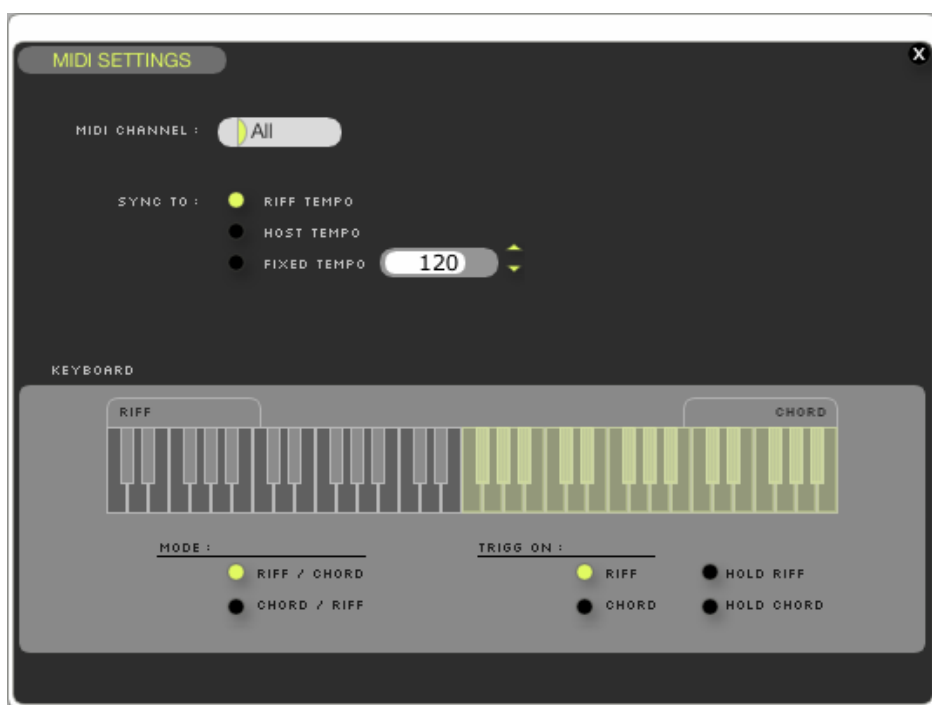 MIDI SETTINGS
X
MIDI CHANNEL : All
SYNC TO : RIFF TEMPO
HOST TEMPO
FIXED TEMPO 120
KEYBOARD
RIFF CHORD
MODE : TRIGG ON :
RIFF / CHORD RIFF HOLD RIFF
CHORD / RIFF CHORD HOLD CHORD